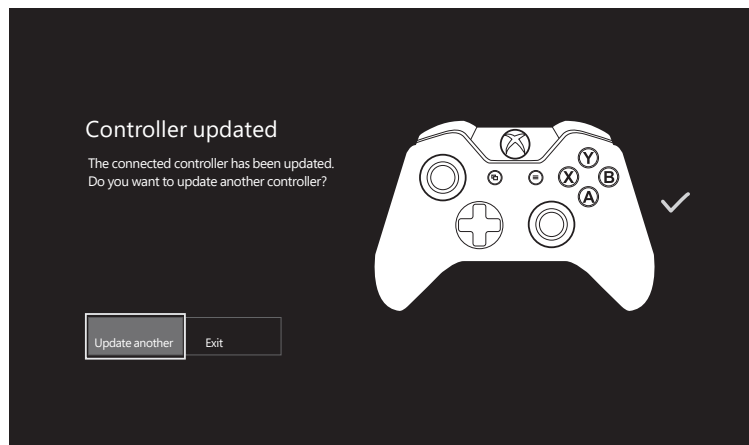 Controller updated
The connected controller has been updated.
Do you want to update another controller?
Y
X
B
A
Update another
Exit